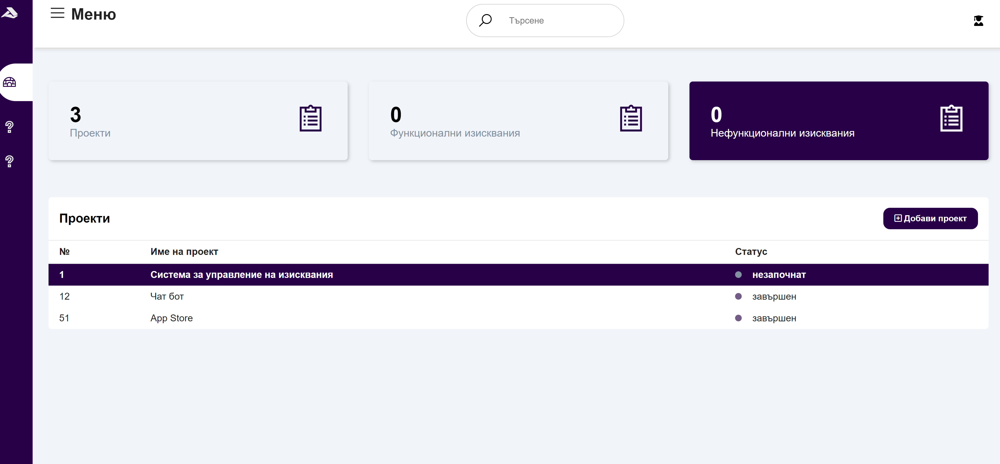 Меню
Търсене
3
Проекти
0
Функционални изисквания
0
Нефункционални изисквания
Проекти
Добави проект
№ Име на проект Статус
1 Система за управление на изисквания незапочнат
12 Чат бот завършен
51 App Store завършен